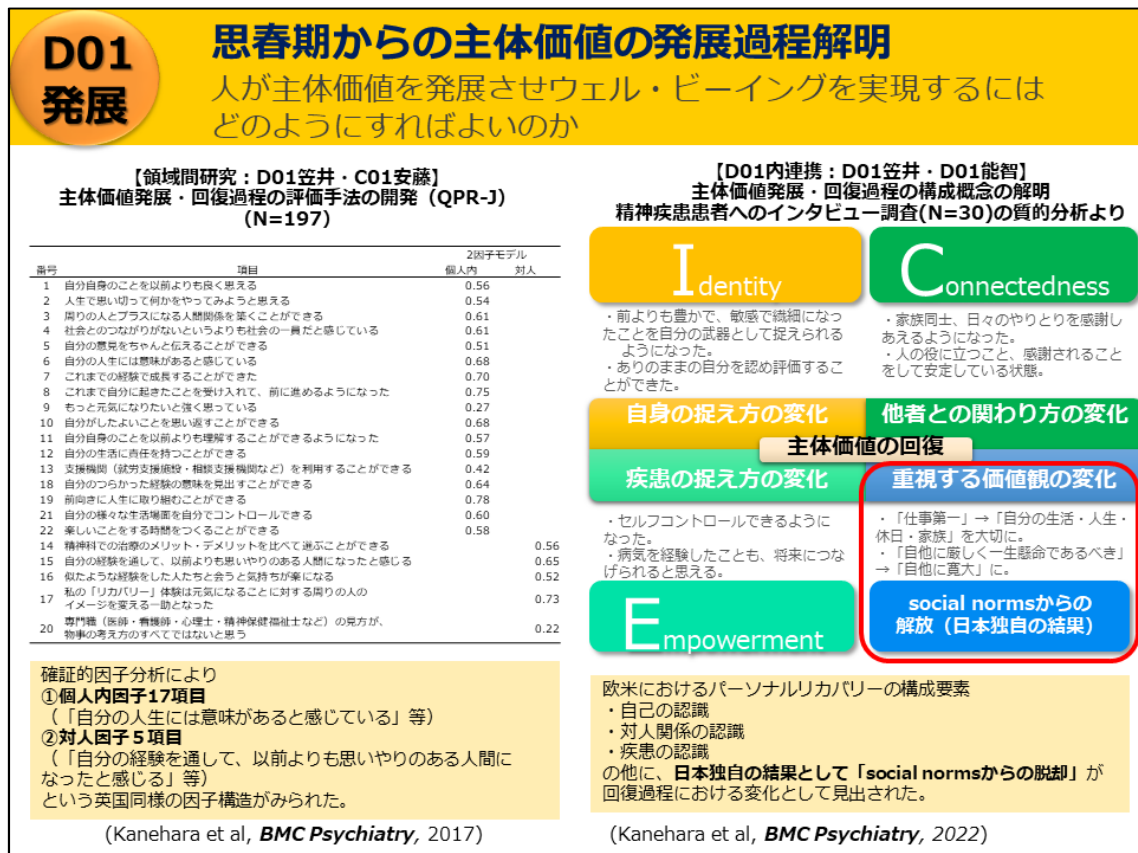 D01
発展
思春期からの主体価値の発展過程解明
人が主体価値を発展させウェル・ビーイングを実現するには
どのようにすればよいのか
【領域間研究：D01笠井・C01安藤】
主体価値発展・回復過程の評価手法の開発（QPR-J）
(N=197)
2因子モデル
番号 項目 個人内 対人
1 自分自身のことを以前よりも良く思える 0.56
2 人生で思い切って何かをやってみようと思える 0.54
3 周りの人とプラスになる人間関係を築くことができる 0.61
4 社会とのつながりがないというよりも社会の一員だと感じている 0.61
5 自分の意見をちゃんと伝えることができる 0.51
6 自分の人生には意味があると感じている 0.68
7 これまでの経験で成長することができた 0.70
8 これまで自分に起きたことを受け入れて、前に進めるようになった 0.75
9 もっと元気になりたいと強く思っている 0.27
10 自分がしたよいことを思い返すことができる 0.68
11 自分自身のことを以前よりも理解することができるようになった 0.57
12 自分の生活に責任を持つことができる 0.59
13 支援機関（就労支援施設・相談支援機関など）を利用することができる 0.42
18 自分のつらかった経験の意味を見出すことができる 0.64
19 前向きに人生に取り組むことができる 0.78
21 自分の様々な生活場面を自分でコントロールできる 0.60
22 楽しいことをする時間をつくることができる 0.58
14 精神科での治療のメリット・デメリットを比べて選ぶことができる 0.56
15 自分の経験を通して、以前よりも思いやりのある人間になったと感じる 0.65
16 似たような経験をした人たちと会うと気持ちが楽になる 0.52
17 私の「リカバリー」体験は元気になることに対する周りの人の
イメージを変える一助となった 0.73
20 専門職（医師・看護師・心理士・精神保健福祉士など）の見方が、
物事の考え方のすべてではないと思う 0.22
確証的因子分析により
①個人内因子17項目
（「自分の人生には意味があると感じている」等）
②対人因子５項目
（「自分の経験を通して、以前よりも思いやりのある人間に
なったと感じる」等）
という英国同様の因子構造がみられた。
(Kanehara et al, BMC Psychiatry, 2017)
【D01内連携：D01笠井・D01能智】
主体価値発展・回復過程の構成概念の解明
精神疾患患者へのインタビュー調査(N=30)の質的分析より
Identity
・前よりも豊かで、敏感で繊細になっ
たことを自分の武器として捉えられる
ようになった。
・ありのままの自分を認め評価するこ
とができた。
Connectedness
・家族同士、日々のやりとりを感謝し
あえるようになった。
・人の役に立つこと、感謝されること
をして安定している状態。
自身の捉え方の変化
他者との関わり方の変化
主体価値の回復
疾患の捉え方の変化
重視する価値観の変化
・セルフコントロールできるように
なった。
・病気を経験したことも、将来につな
げられると思える。
・「仕事第一」→「自分の生活・人生・
休日・家族」を大切に。
・「自他に厳しく一生懸命であるべき」
→「自他に寛大」に。
Empowerment
social normsからの
解放（日本独自の結果）
欧米におけるパーソナルリカバリーの構成要素
・自己の認識
・対人関係の認識
・疾患の認識
の他に、日本独自の結果として「social normsからの脱却」が
回復過程における変化として見出された。
(Kanehara et al, BMC Psychiatry, 2022)